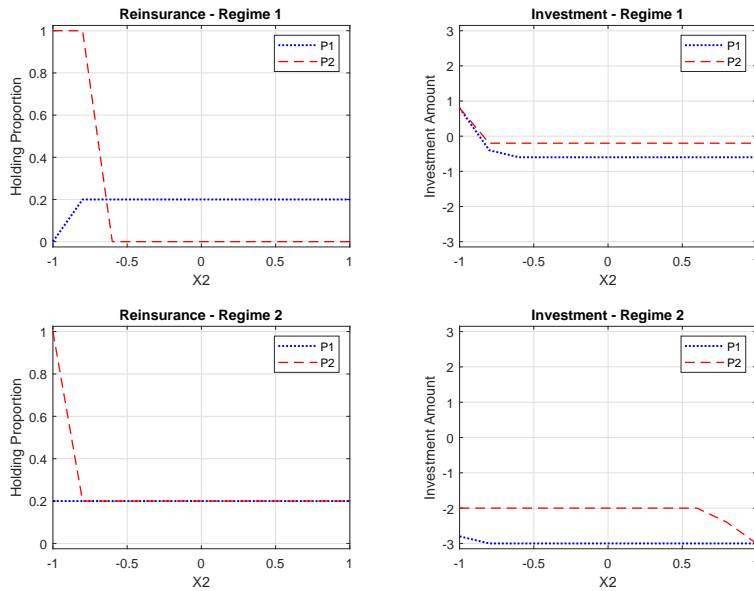 Reinsurance - Regime 1
Holding Proportion
1
0.8
0.6
0.4
0.2
0
-1
-0.5
0
0.5
1
X2
P1
P2
Investment - Regime 1
Investment Amount
3
2
1
0
-1
-2
-3
-1
-0.5
0
0.5
1
X2
P1
P2
Reinsurance - Regime 2
Holding Proportion
1
0.8
0.6
0.4
0.2
0
-1
-0.5
0
0.5
1
X2
P1
P2
Investment - Regime 2
Investment Amount
3
2
1
0
-1
-2
-3
-1
-0.5
0
0.5
1
X2
P1
P2